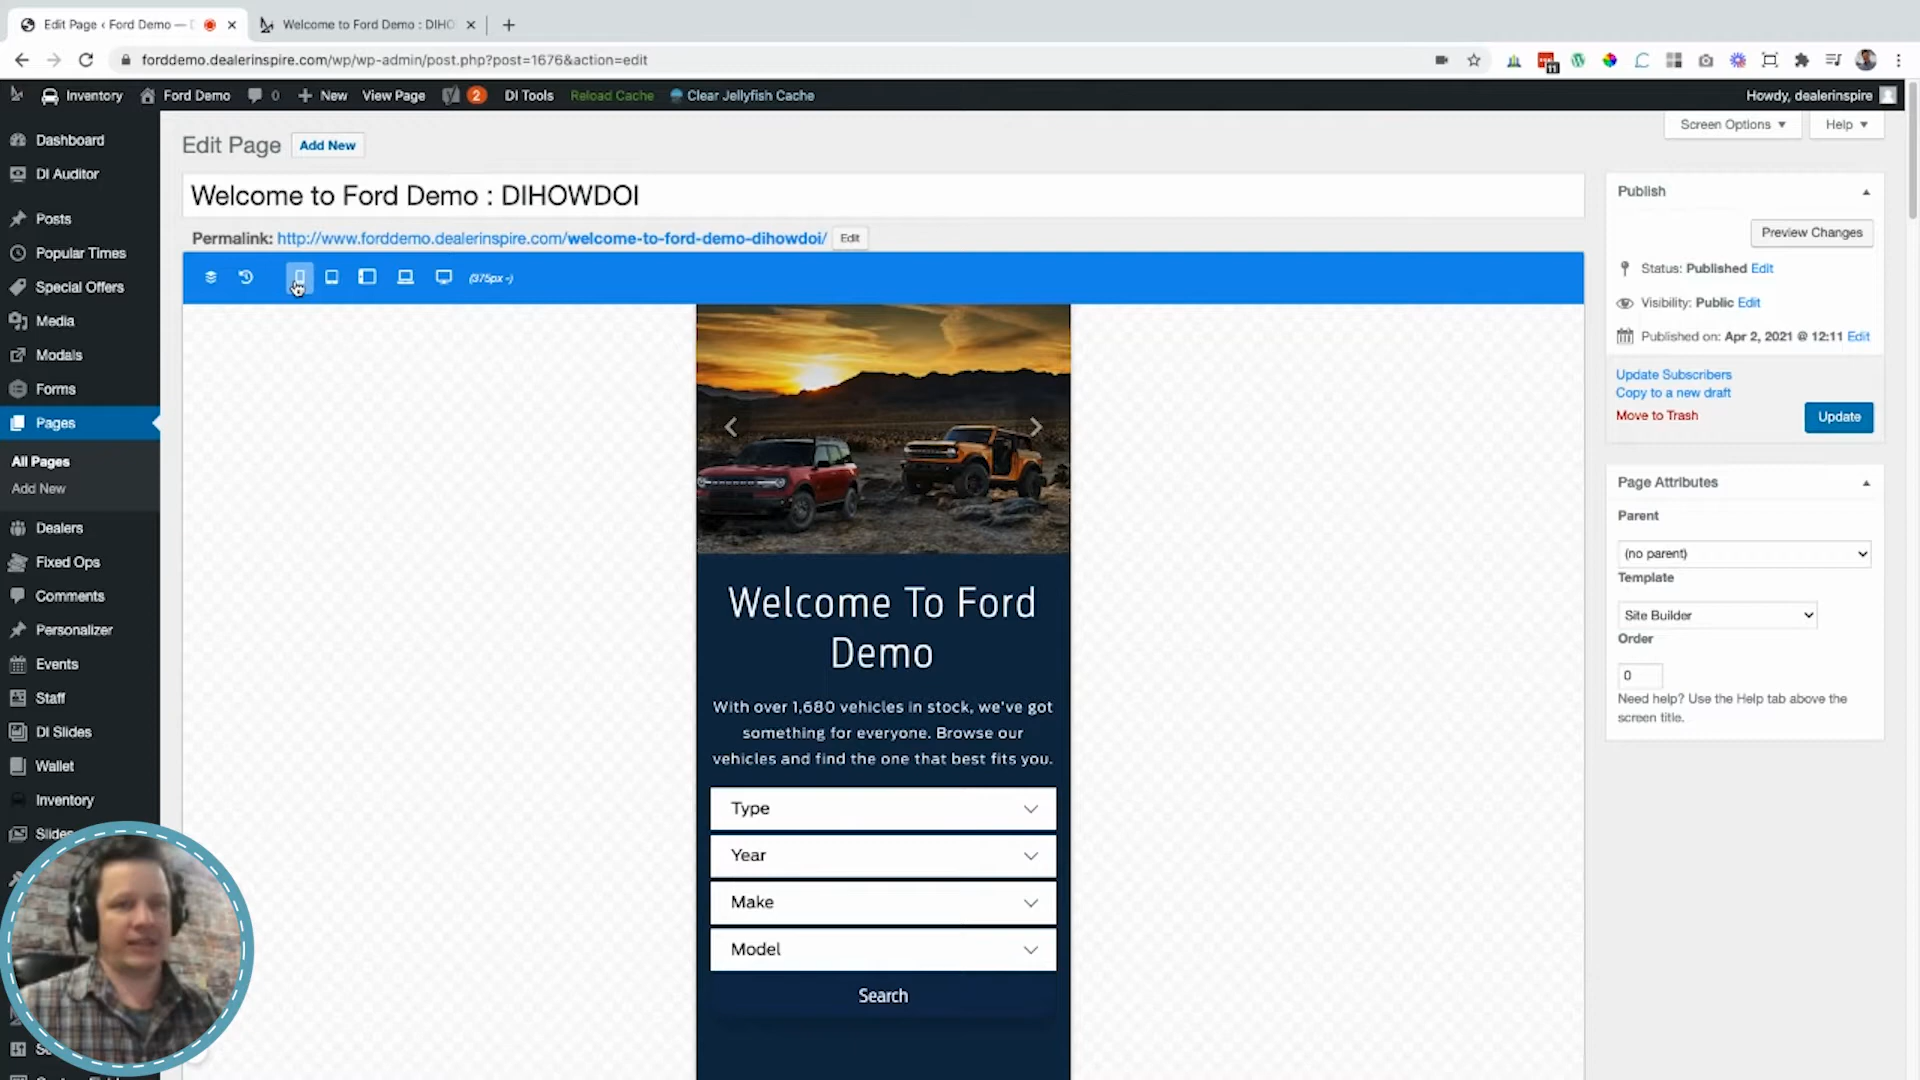 Edit Page ‹ Ford Demo —
Welcome to Ford Demo : DIHO
forddemo.dealerinspire.com/wp/wp-admin/post.php?post=1676&action=edit
11
Inventory
Ford Demo
0
New
View Page
2
DI Tools
Reload Cache
Clear Jellyfish Cache
Howdy, dealerinspire
Dashboard
DI Auditor
Posts
Popular Times
Special Offers
Media
Modals
Forms
Pages
All Pages
Add New
Dealers
Fixed Ops
Comments
Personalizer
Events
Staff
DI Slides
Wallet
Inventory
Edit Page
Add New
Screen Options
Help
Welcome to Ford Demo : DIHOWDOI
Permalink: http://www.forddemo.dealerinspire.com/welcome-to-ford-demo-dihowdoi/
Edit
(375px -)
Welcome To Ford
Demo
With over 1,680 vehicles in stock, we've got
something for everyone. Browse our
vehicles and find the one that best fits you.
Type
Year
Make
Model
Search
Publish
Preview Changes
Status: Published Edit
Visibility: Public Edit
Published on: Apr 2, 2021 @ 12:11 Edit
Update Subscribers
Copy to a new draft
Move to Trash
Update
Page Attributes
Parent
(no parent)
Template
Site Builder
Order
0
Need help? Use the Help tab above the
screen title.